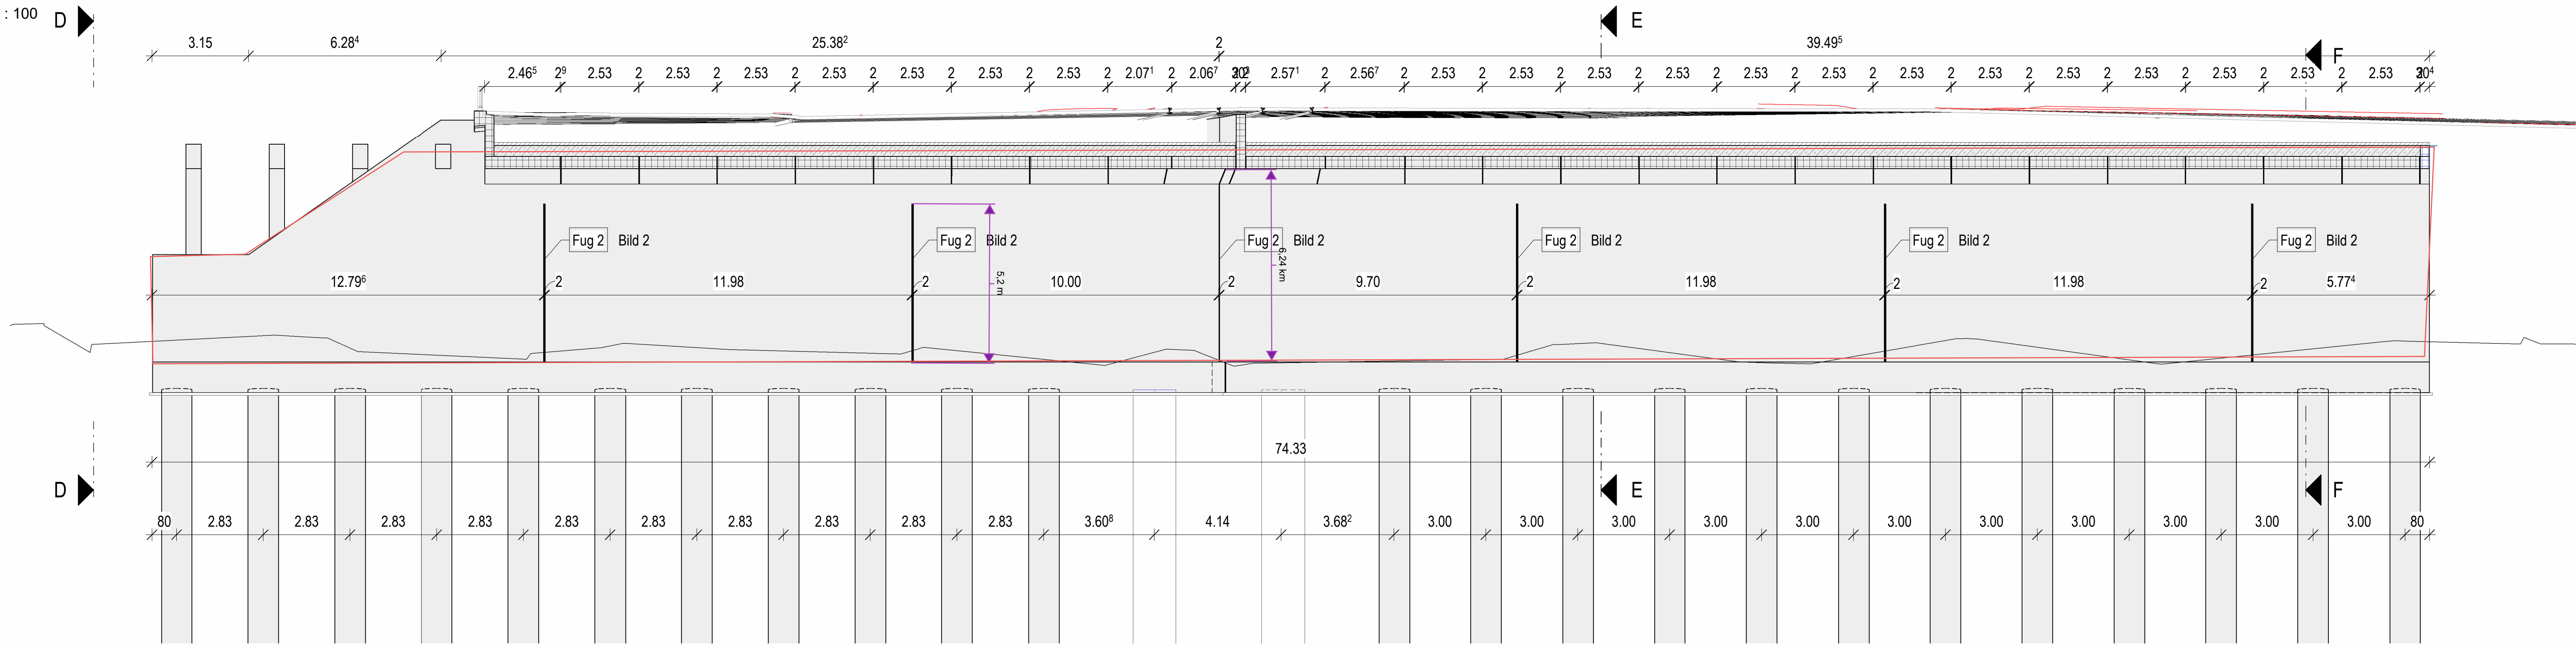 : 100
D
E
F
3.15 6.28⁴ 25.38² 2 39.49⁵
2.46⁵ 2⁹ 2.53 2 2.53 2 2.53 2 2.53 2 2.53 2 2.53 2 2.53 2 2.07¹ 2 2.06⁷ 2.57¹ 2 2.56⁷ 2 2.53 2 2.53 2 2.53 2 2.53 2 2.53 2 2.53 2 2.53 2 2.53 2 2.53 2 2.53 2 2.53 2 2.53
Fug 2 Bild 2 Fug 2 Bild 2 Fug 2 Bild 2 Fug 2 Bild 2 Fug 2 Bild 2 Fug 2 Bild 2
5,2 m
6,24 km
12.79⁶ 2 11.98 2 10.00 2 9.70 2 11.98 2 11.98 2 5.77⁴
74.33
D
E
F
80 2.83 2.83 2.83 2.83 2.83 2.83 2.83 2.83 2.83 2.83 3.60⁸ 4.14 3.68² 3.00 3.00 3.00 3.00 3.00 3.00 3.00 3.00 3.00 3.00 3.00 80